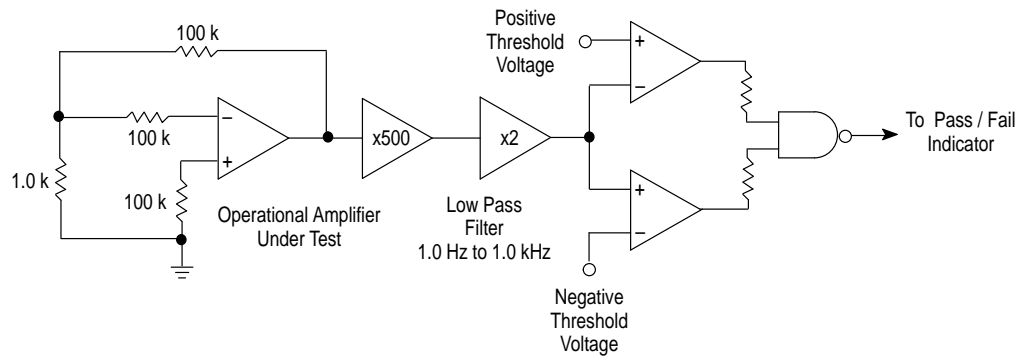 100 k
Positive
Threshold
Voltage
+
−
100 k
−
+
x500
x2
To Pass / Fail
Indicator
1.0 k
100 k
Operational Amplifier
Under Test
Low Pass
Filter
1.0 Hz to 1.0 kHz
+
−
Negative
Threshold
Voltage